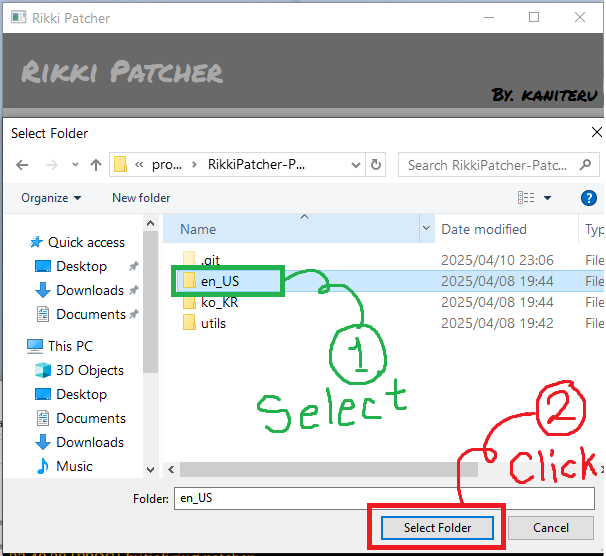 Rikki Patcher
Rikki Patcher
By. kaniteru
Select Folder
« pro... > RikkiPatcher-P...
Search RikkiPatcher-Patc...
Organize
New folder
?
Name
Date modified
Type
Quick access
Desktop
Downloads
Documents
This PC
3D Objects
Desktop
Documents
Downloads
Music
.git 2025/04/10 23:06 File
en_US 2025/04/08 19:44 File
ko_KR 2025/04/08 19:44 File
utils 2025/04/08 19:42 File
1
Select
2
Click
Folder: en_US
Select Folder
Cancel